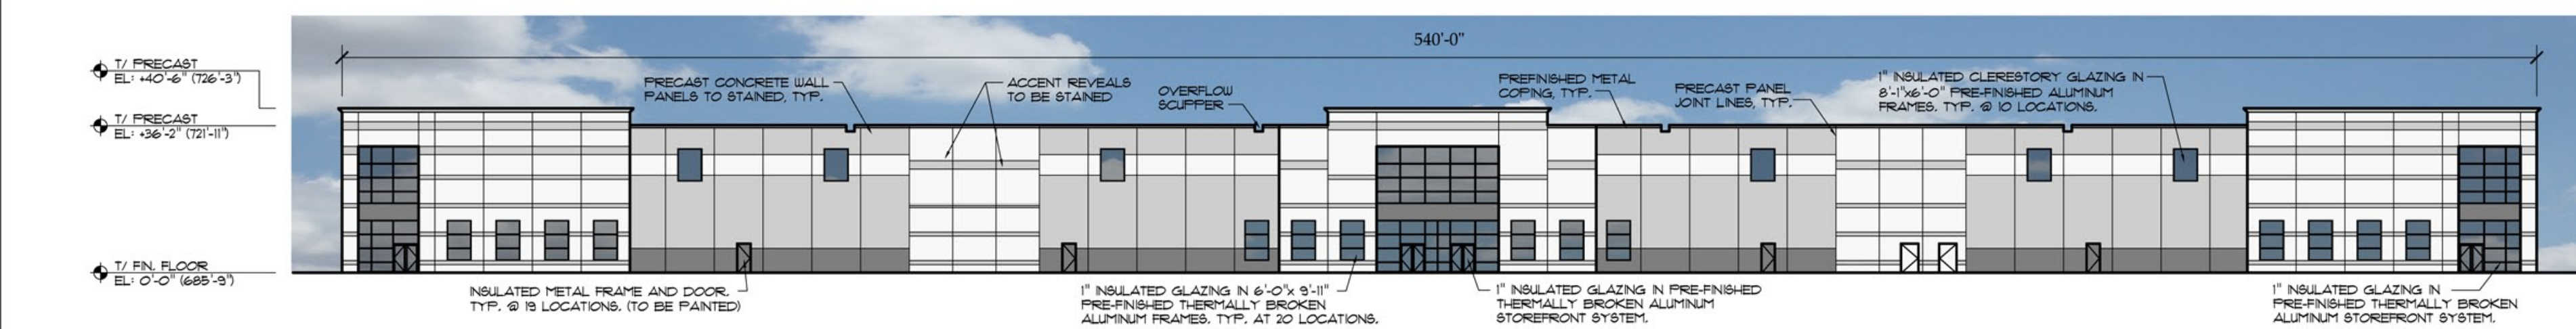 540'-0"
T/ PRECAST
EL: +40'-6" (726'-3")
T/ PRECAST
EL: +36'-2" (721'-11")
T/ FIN. FLOOR
EL: 0'-0" (685'-9")
PRECAST CONCRETE WALL
PANELS TO STAINED, TYP.
ACCENT REVEALS
TO BE STAINED
OVERFLOW
SCUPPER
PREFINISHED METAL
COPING, TYP.
PRECAST PANEL
JOINT LINES, TYP.
1" INSULATED CLERESTORY GLAZING IN
8'-1"x6'-0" PRE-FINISHED ALUMINUM
FRAMES. TYP. @ 10 LOCATIONS.
INSULATED METAL FRAME AND DOOR.
TYP. @ 19 LOCATIONS. (TO BE PAINTED)
1" INSULATED GLAZING IN 6'-0"x 9'-11"
PRE-FINISHED THERMALLY BROKEN
ALUMINUM FRAMES. TYP. AT 20 LOCATIONS.
1" INSULATED GLAZING IN PRE-FINISHED
THERMALLY BROKEN ALUMINUM
STOREFRONT SYSTEM.
1" INSULATED GLAZING IN
PRE-FINISHED THERMALLY BROKEN
ALUMINUM STOREFRONT SYSTEM.